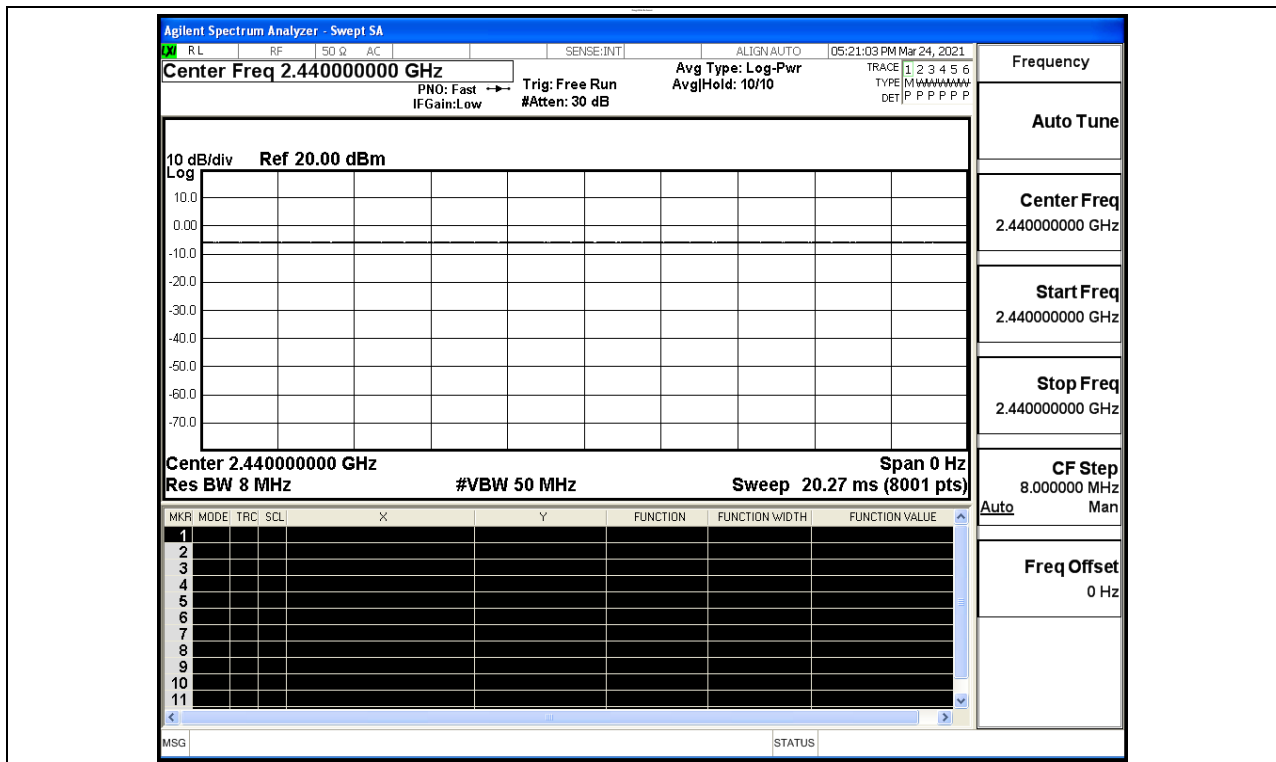 Agilent Spectrum Analyzer - Swept SA
LXI RL RF 50 Ω AC SENSE:INT ALIGN AUTO 05:21:03 PM Mar 24, 2021
Center Freq 2.440000000 GHz
PNO: Fast
IFGain:Low
Trig: Free Run
#Atten: 30 dB
Avg Type: Log-Pwr
Avg|Hold: 10/10
TRACE 1 2 3 4 5 6
TYPE M WWWWW
DET P P P P P P
10 dB/div Ref 20.00 dBm
Log
10.0
0.00
-10.0
-20.0
-30.0
-40.0
-50.0
-60.0
-70.0
Center 2.440000000 GHz Span 0 Hz
Res BW 8 MHz #VBW 50 MHz Sweep 20.27 ms (8001 pts)
MKR MODE TRC SCL X Y FUNCTION FUNCTION WIDTH FUNCTION VALUE
1
2
3
4
5
6
7
8
9
10
11
MSG STATUS
Frequency
Auto Tune
Center Freq
2.440000000 GHz
Start Freq
2.440000000 GHz
Stop Freq
2.440000000 GHz
CF Step
8.000000 MHz
Auto Man
Freq Offset
0 Hz